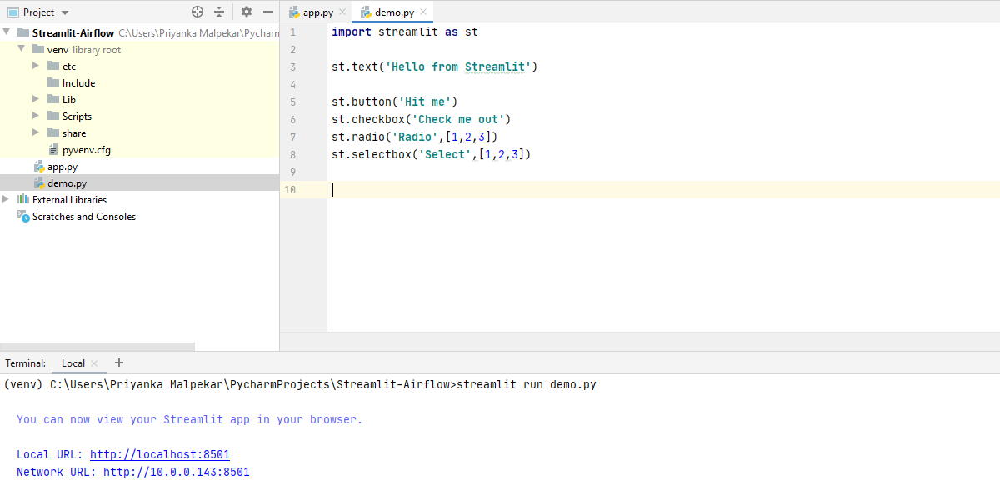 Project
Streamlit-Airflow C:\Users\Priyanka Malpekar\Pycharm
venv library root
etc
Include
Lib
Scripts
share
pyvenv.cfg
app.py
demo.py
External Libraries
Scratches and Consoles
app.py demo.py
1 import streamlit as st
2
3 st.text('Hello from Streamlit')
4
5 st.button('Hit me')
6 st.checkbox('Check me out')
7 st.radio('Radio',[1,2,3])
8 st.selectbox('Select',[1,2,3])
9
10
Terminal: Local
(venv) C:\Users\Priyanka Malpekar\PycharmProjects\Streamlit-Airflow>streamlit run demo.py
You can now view your Streamlit app in your browser.
Local URL: http://localhost:8501
Network URL: http://10.0.0.143:8501